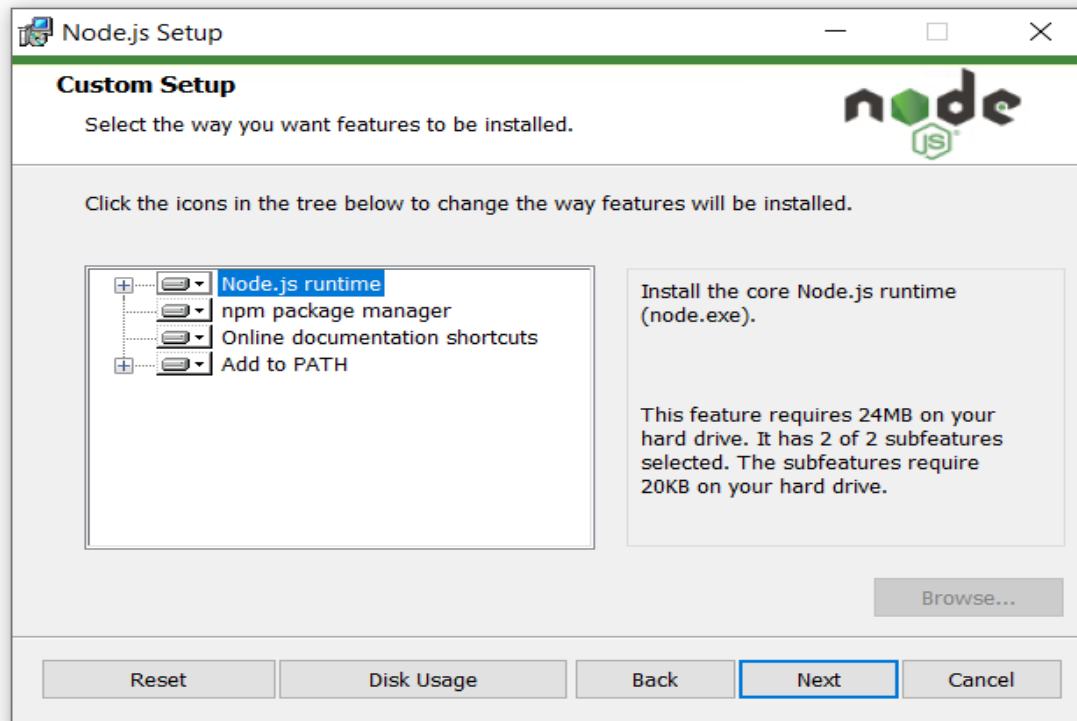 Node.js Setup
Custom Setup
Select the way you want features to be installed.
node
JS
Click the icons in the tree below to change the way features will be installed.
Node.js runtime
npm package manager
Online documentation shortcuts
Add to PATH
Install the core Node.js runtime
(node.exe).
This feature requires 24MB on your
hard drive. It has 2 of 2 subfeatures
selected. The subfeatures require
20KB on your hard drive.
Browse...
Reset
Disk Usage
Back
Next
Cancel